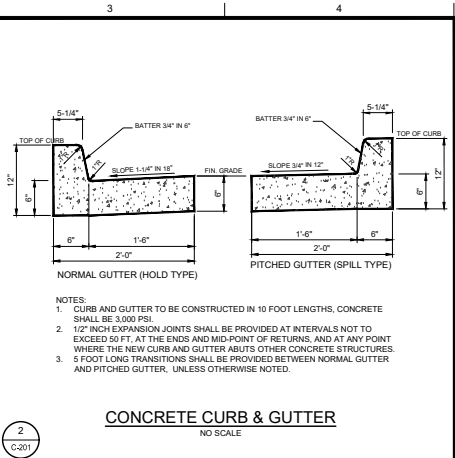 3
4
5-1/4"
BATTER 3/4" IN 6"
TOP OF CURB
1"R
SLOPE 1-1/4" IN 18"
FIN. GRADE
12"
6"
6"
6"
1'-6"
2'-0"
NORMAL GUTTER (HOLD TYPE)
5-1/4"
BATTER 3/4" IN 6"
TOP OF CURB
SLOPE 3/4" IN 12"
1"R
12"
6"
6"
1'-6"
6"
2'-0"
PITCHED GUTTER (SPILL TYPE)
NOTES:
1. CURB AND GUTTER TO BE CONSTRUCTED IN 10 FOOT LENGTHS, CONCRETE
SHALL BE 3,000 PSI.
2. 1/2" INCH EXPANSION JOINTS SHALL BE PROVIDED AT INTERVALS NOT TO
EXCEED 50 FT, AT THE ENDS AND MID-POINT OF RETURNS, AND AT ANY POINT
WHERE THE NEW CURB AND GUTTER ABUTS OTHER CONCRETE STRUCTURES.
3. 5 FOOT LONG TRANSITIONS SHALL BE PROVIDED BETWEEN NORMAL GUTTER
AND PITCHED GUTTER, UNLESS OTHERWISE NOTED.
2
C-201
CONCRETE CURB & GUTTER
NO SCALE